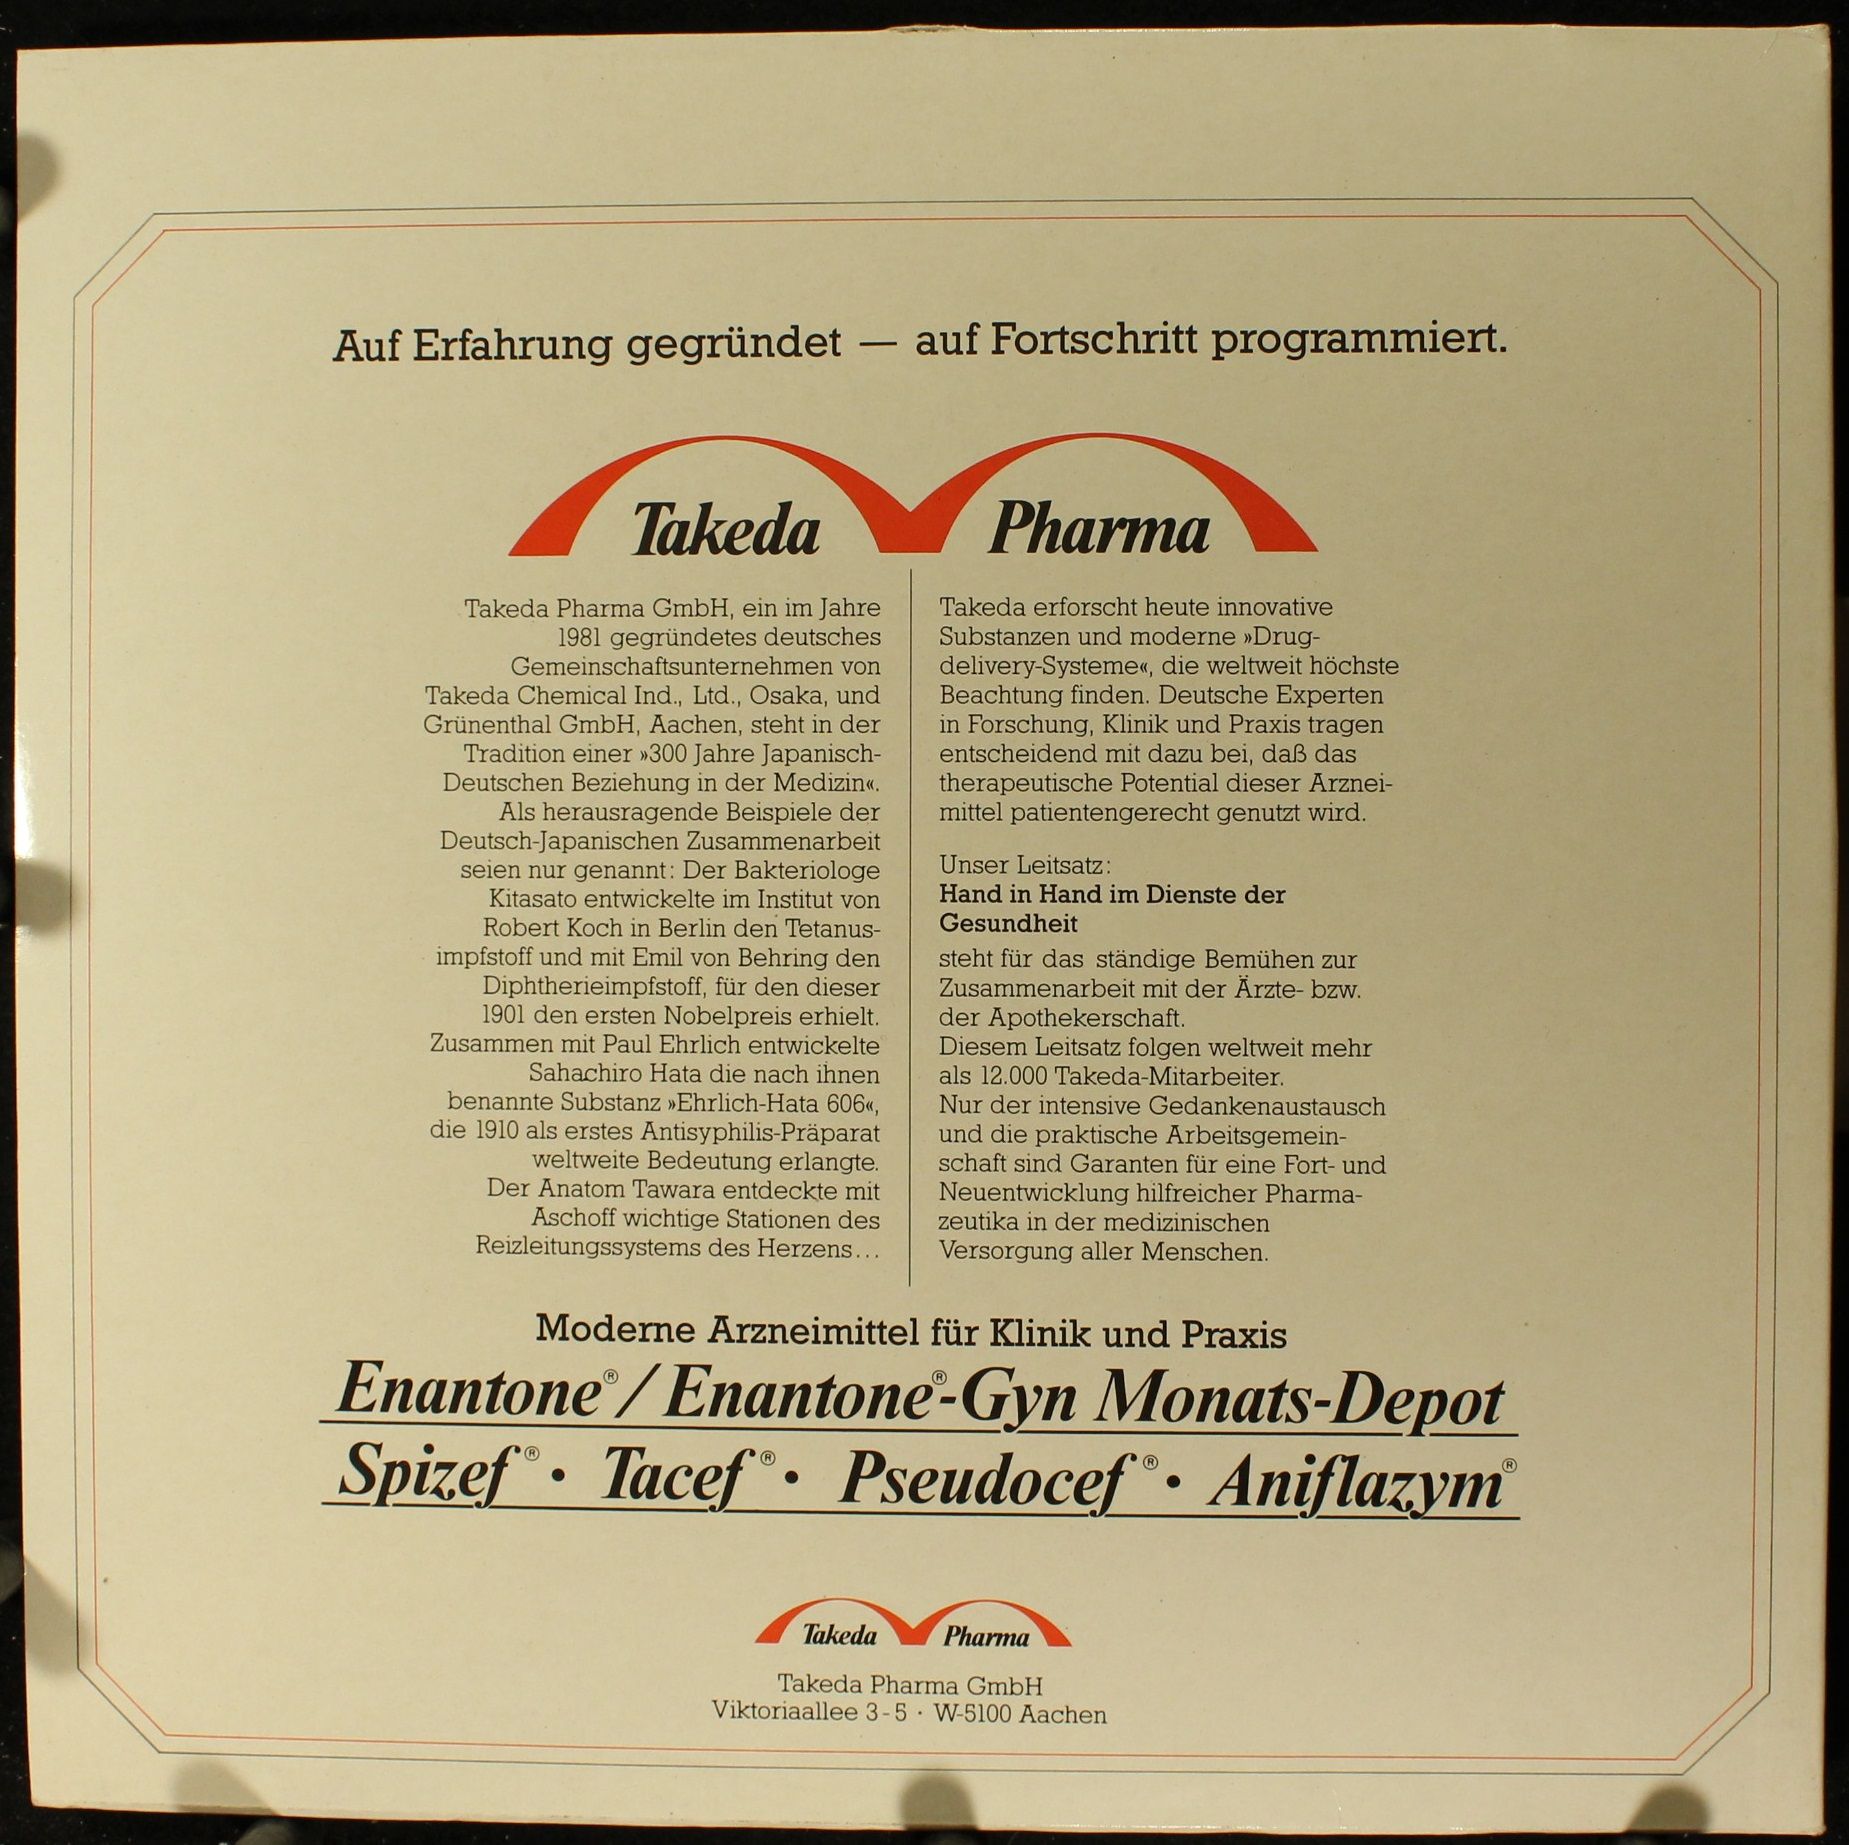 Auf Erfahrung gegründet — auf Fortschritt programmiert.
Takeda Pharma
Takeda Pharma GmbH, ein im Jahre
1981 gegründetes deutsches
Gemeinschaftsunternehmen von
Takeda Chemical Ind., Ltd., Osaka, und
Grünenthal GmbH, Aachen, steht in der
Tradition einer »300 Jahre Japanisch-
Deutschen Beziehung in der Medizin«.
Als herausragende Beispiele der
Deutsch-Japanischen Zusammenarbeit
seien nur genannt: Der Bakteriologe
Kitasato entwickelte im Institut von
Robert Koch in Berlin den Tetanus-
impfstoff und mit Emil von Behring den
Diphtherieimpfstoff, für den dieser
1901 den ersten Nobelpreis erhielt.
Zusammen mit Paul Ehrlich entwickelte
Sahachiro Hata die nach ihnen
benannte Substanz »Ehrlich-Hata 606«,
die 1910 als erstes Antisyphilis-Präparat
weltweite Bedeutung erlangte.
Der Anatom Tawara entdeckte mit
Aschoff wichtige Stationen des
Reizleitungssystems des Herzens...
Takeda erforscht heute innovative
Substanzen und moderne »Drug-
delivery-Systeme«, die weltweit höchste
Beachtung finden. Deutsche Experten
in Forschung, Klinik und Praxis tragen
entscheidend mit dazu bei, daß das
therapeutische Potential dieser Arznei-
mittel patientengerecht genutzt wird.
Unser Leitsatz:
Hand in Hand im Dienste der
Gesundheit
steht für das ständige Bemühen zur
Zusammenarbeit mit der Ärzte- bzw.
der Apothekerschaft.
Diesem Leitsatz folgen weltweit mehr
als 12.000 Takeda-Mitarbeiter.
Nur der intensive Gedankenaustausch
und die praktische Arbeitsgemein-
schaft sind Garanten für eine Fort- und
Neuentwicklung hilfreicher Pharma-
zeutika in der medizinischen
Versorgung aller Menschen.
Moderne Arzneimittel für Klinik und Praxis
Enantone® / Enantone®-Gyn Monats-Depot
Spizef® · Tacef® · Pseudocef® · Aniflazym®
Takeda Pharma
Takeda Pharma GmbH
Viktoriaallee 3-5 · W-5100 Aachen